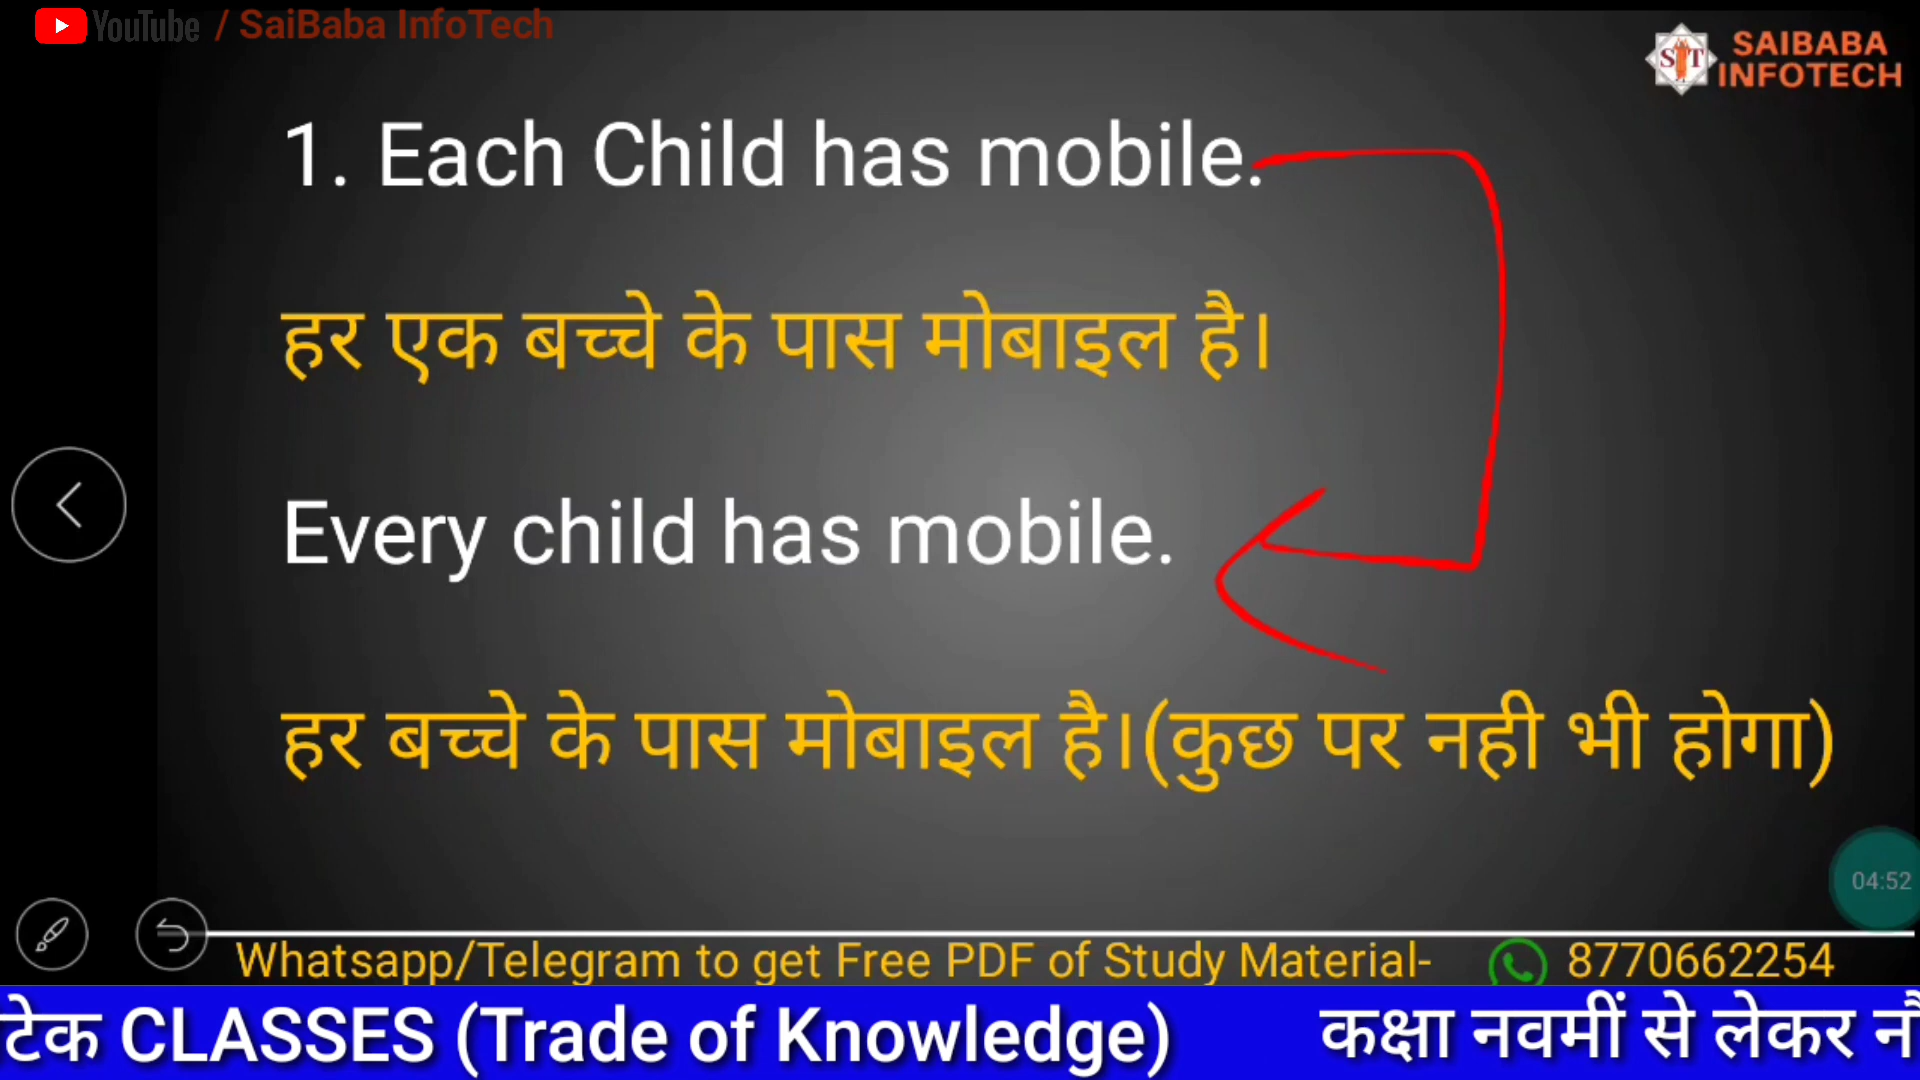 YouTube / SaiBaba InfoTech
SIT SAIBABA
INFOTECH
1. Each Child has mobile.
हर एक बच्चे के पास मोबाइल है।
Every child has mobile.
हर बच्चे के पास मोबाइल है।(कुछ पर नही भी होगा)
04:52
Whatsapp/Telegram to get Free PDF of Study Material- 8770662254
टेक CLASSES (Trade of Knowledge) कक्षा नवमीं से लेकर